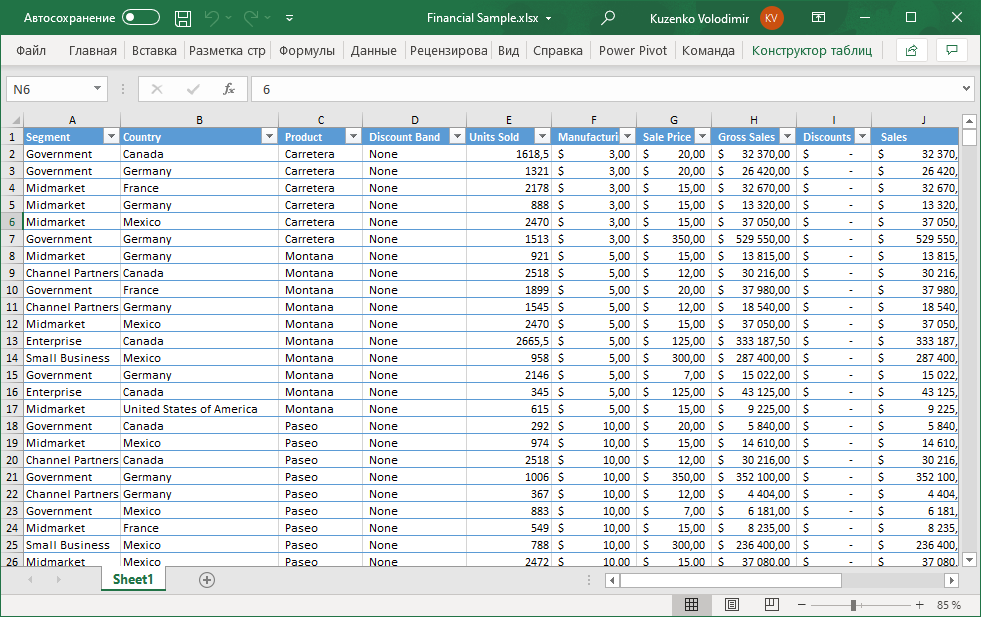 Автосохранение Financial Sample.xlsx Kuzenko Volodimir KV
Файл Главная Вставка Разметка стр Формулы Данные Рецензирова Вид Справка Power Pivot Команда Конструктор таблиц
N6 fx 6
A B C D E F G H I J
1 Segment Country Product Discount Band Units Sold Manufacturi Sale Price Gross Sales Discounts Sales
2 Government Canada Carretera None 1618,5 $ 3,00 $ 20,00 $ 32 370,00 $ - $ 32 370,
3 Government Germany Carretera None 1321 $ 3,00 $ 20,00 $ 26 420,00 $ - $ 26 420,
4 Midmarket France Carretera None 2178 $ 3,00 $ 15,00 $ 32 670,00 $ - $ 32 670,
5 Midmarket Germany Carretera None 888 $ 3,00 $ 15,00 $ 13 320,00 $ - $ 13 320,
6 Midmarket Mexico Carretera None 2470 $ 3,00 $ 15,00 $ 37 050,00 $ - $ 37 050,
7 Government Germany Carretera None 1513 $ 3,00 $ 350,00 $ 529 550,00 $ - $ 529 550,
8 Midmarket Germany Montana None 921 $ 5,00 $ 15,00 $ 13 815,00 $ - $ 13 815,
9 Channel Partners Canada Montana None 2518 $ 5,00 $ 12,00 $ 30 216,00 $ - $ 30 216,
10 Government France Montana None 1899 $ 5,00 $ 20,00 $ 37 980,00 $ - $ 37 980,
11 Channel Partners Germany Montana None 1545 $ 5,00 $ 12,00 $ 18 540,00 $ - $ 18 540,
12 Midmarket Mexico Montana None 2470 $ 5,00 $ 15,00 $ 37 050,00 $ - $ 37 050,
13 Enterprise Canada Montana None 2665,5 $ 5,00 $ 125,00 $ 333 187,50 $ - $ 333 187,
14 Small Business Mexico Montana None 958 $ 5,00 $ 300,00 $ 287 400,00 $ - $ 287 400,
15 Government Germany Montana None 2146 $ 5,00 $ 7,00 $ 15 022,00 $ - $ 15 022,
16 Enterprise Canada Montana None 345 $ 5,00 $ 125,00 $ 43 125,00 $ - $ 43 125,
17 Midmarket United States of America Montana None 615 $ 5,00 $ 15,00 $ 9 225,00 $ - $ 9 225,
18 Government Canada Paseo None 292 $ 10,00 $ 20,00 $ 5 840,00 $ - $ 5 840,
19 Midmarket Mexico Paseo None 974 $ 10,00 $ 15,00 $ 14 610,00 $ - $ 14 610,
20 Channel Partners Canada Paseo None 2518 $ 10,00 $ 12,00 $ 30 216,00 $ - $ 30 216,
21 Government Germany Paseo None 1006 $ 10,00 $ 350,00 $ 352 100,00 $ - $ 352 100,
22 Channel Partners Germany Paseo None 367 $ 10,00 $ 12,00 $ 4 404,00 $ - $ 4 404,
23 Government Mexico Paseo None 883 $ 10,00 $ 7,00 $ 6 181,00 $ - $ 6 181,
24 Midmarket France Paseo None 549 $ 10,00 $ 15,00 $ 8 235,00 $ - $ 8 235,
25 Small Business Mexico Paseo None 788 $ 10,00 $ 300,00 $ 236 400,00 $ - $ 236 400,
26 Midmarket Mexico Paseo None 2472 $ 10,00 $ 15,00 $ 37 080,00 $ - $ 37 080,
Sheet1
85 %